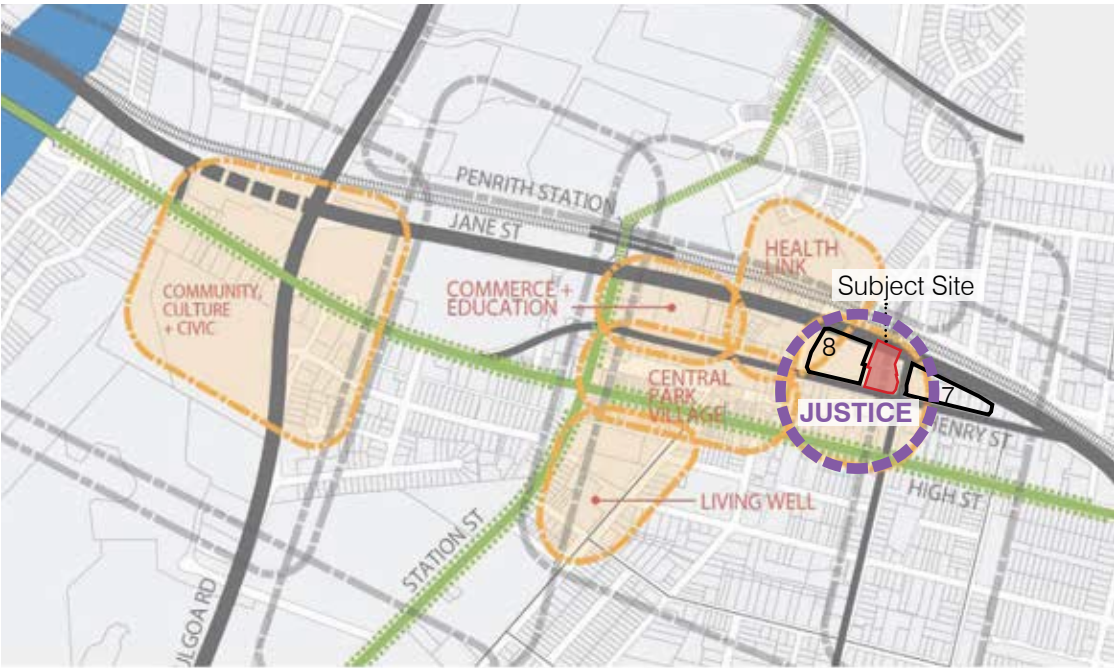 PENRITH STATION
JANE ST
HEALTH
LINK
COMMERCE +
EDUCATION
Subject Site
COMMUNITY,
CULTURE
+ CIVIC
8
7
CENTRAL
PARK
VILLAGE
JUSTICE
HENRY ST
HIGH ST
LIVING WELL
STATION ST
ULGOA RD